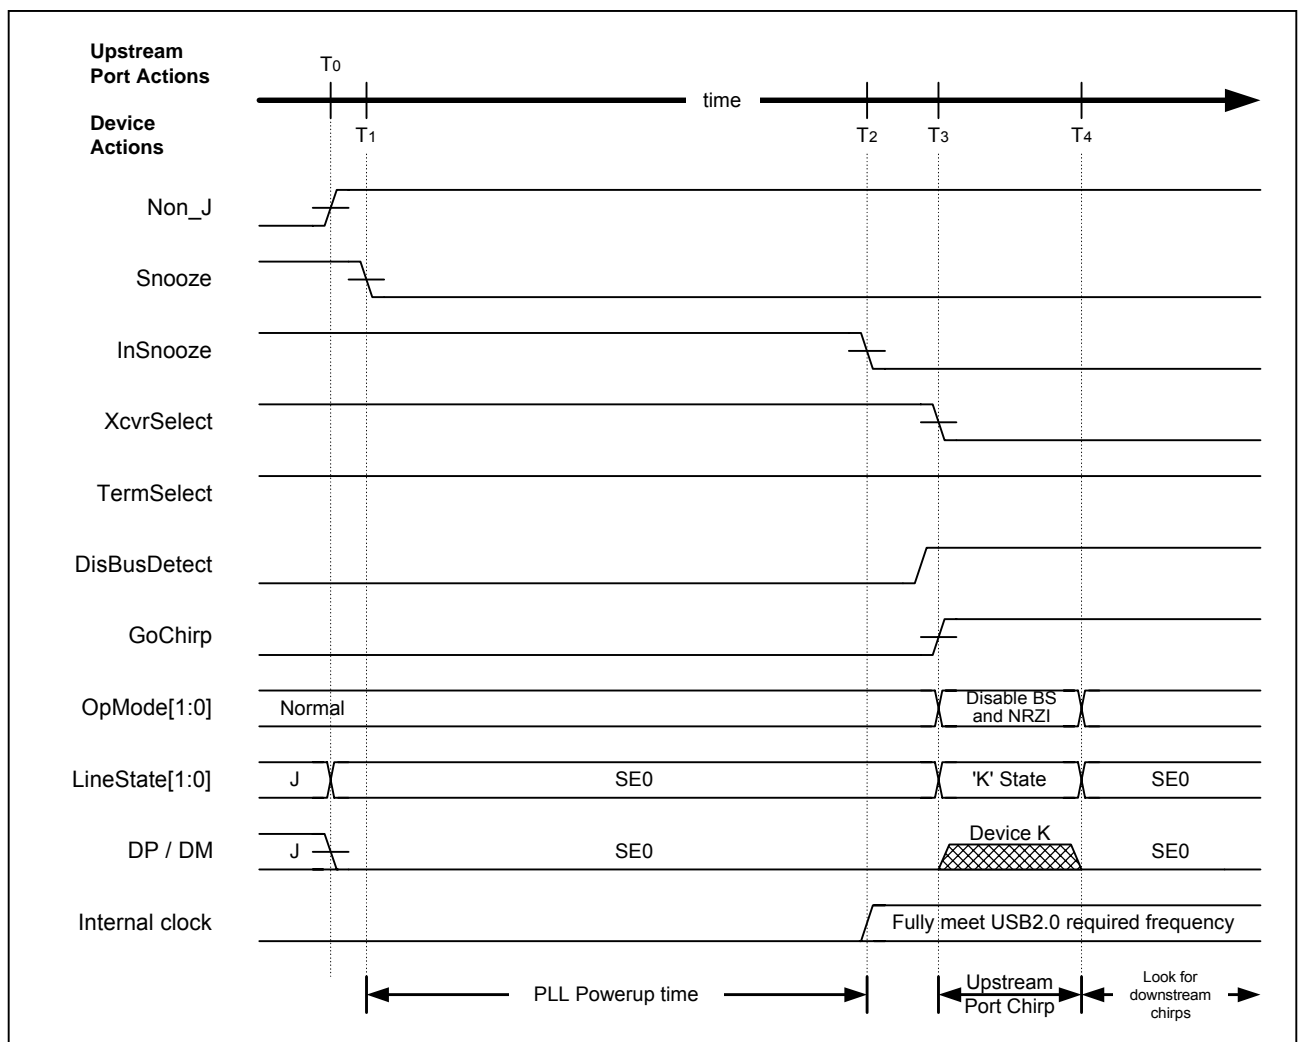 Upstream
Port Actions
T0
time
Device
Actions
T1
T2
T3
T4
Non_J
Snooze
InSnooze
XcvrSelect
TermSelect
DisBusDetect
GoChirp
OpMode[1:0]
Normal
Disable BS
and NRZI
LineState[1:0]
J
SE0
'K' State
SE0
DP / DM
J
SE0
Device K
SE0
Internal clock
Fully meet USB2.0 required frequency
PLL Powerup time
Upstream
Port Chirp
Look for
downstream
chirps